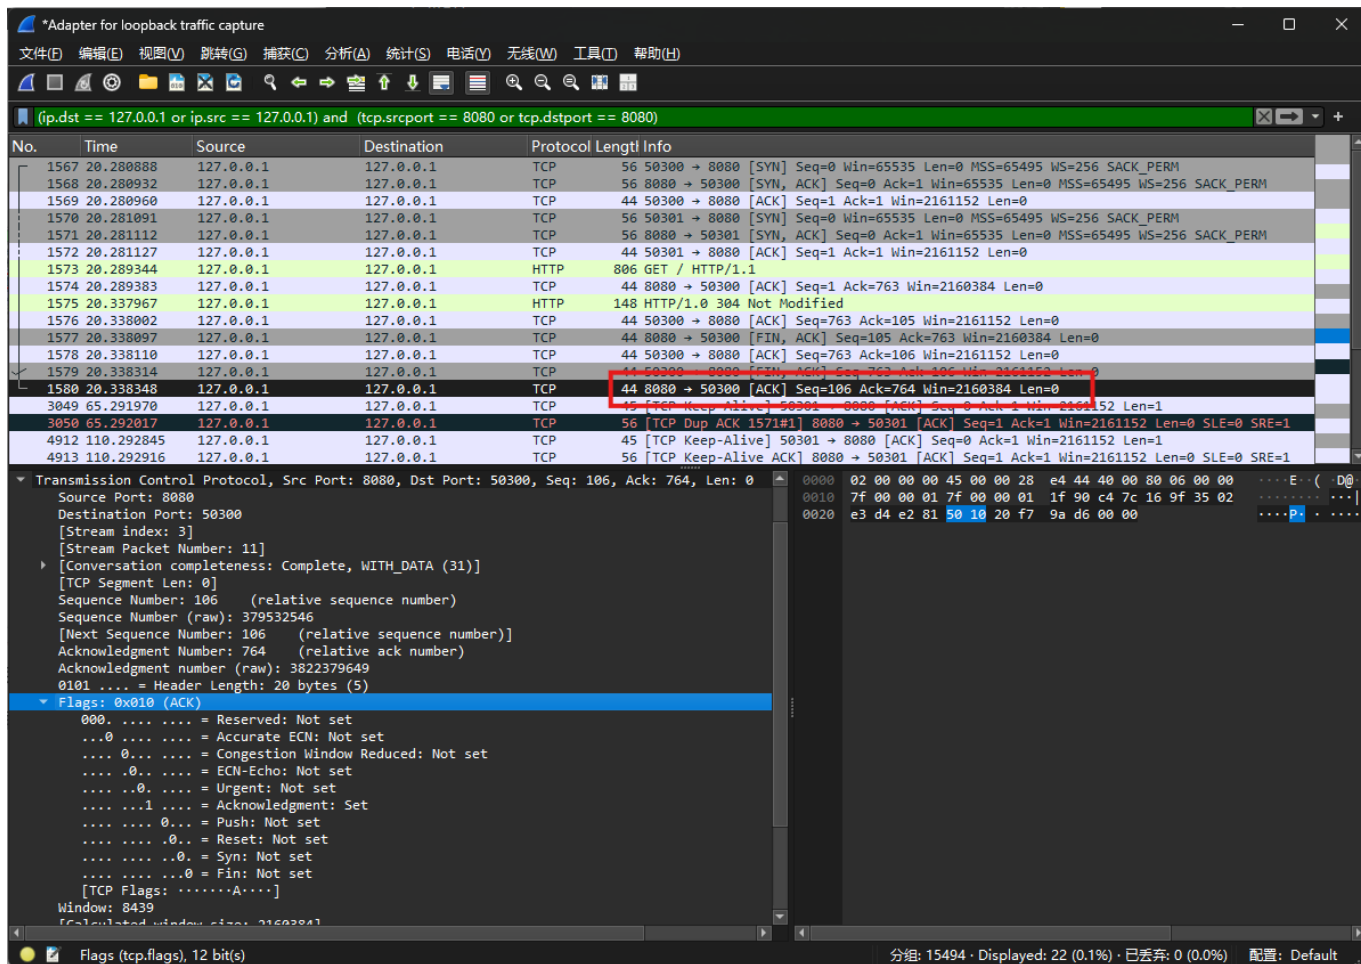 *Adapter for loopback traffic capture
文件(F) 编辑(E) 视图(V) 跳转(G) 捕获(C) 分析(A) 统计(S) 电话(Y) 无线(W) 工具(T) 帮助(H)
(ip.dst == 127.0.0.1 or ip.src == 127.0.0.1) and (tcp.srcport == 8080 or tcp.dstport == 8080)
No. Time Source Destination Protocol Length Info
1567 20.280888 127.0.0.1 127.0.0.1 TCP 56 50300 → 8080 [SYN] Seq=0 Win=65535 Len=0 MSS=65495 WS=256 SACK_PERM
1568 20.280932 127.0.0.1 127.0.0.1 TCP 56 8080 → 50300 [SYN, ACK] Seq=0 Ack=1 Win=65535 Len=0 MSS=65495 WS=256 SACK_PERM
1569 20.280960 127.0.0.1 127.0.0.1 TCP 44 50300 → 8080 [ACK] Seq=1 Ack=1 Win=2161152 Len=0
1570 20.281091 127.0.0.1 127.0.0.1 TCP 56 50301 → 8080 [SYN] Seq=0 Win=65535 Len=0 MSS=65495 WS=256 SACK_PERM
1571 20.281112 127.0.0.1 127.0.0.1 TCP 56 8080 → 50301 [SYN, ACK] Seq=0 Ack=1 Win=65535 Len=0 MSS=65495 WS=256 SACK_PERM
1572 20.281127 127.0.0.1 127.0.0.1 TCP 44 50301 → 8080 [ACK] Seq=1 Ack=1 Win=2161152 Len=0
1573 20.289344 127.0.0.1 127.0.0.1 HTTP 806 GET / HTTP/1.1
1574 20.289383 127.0.0.1 127.0.0.1 TCP 44 8080 → 50300 [ACK] Seq=1 Ack=763 Win=2160384 Len=0
1575 20.337967 127.0.0.1 127.0.0.1 HTTP 148 HTTP/1.0 304 Not Modified
1576 20.338002 127.0.0.1 127.0.0.1 TCP 44 50300 → 8080 [ACK] Seq=763 Ack=105 Win=2161152 Len=0
1577 20.338097 127.0.0.1 127.0.0.1 TCP 44 8080 → 50300 [FIN, ACK] Seq=105 Ack=763 Win=2160384 Len=0
1578 20.338110 127.0.0.1 127.0.0.1 TCP 44 50300 → 8080 [ACK] Seq=763 Ack=106 Win=2161152 Len=0
1579 20.338314 127.0.0.1 127.0.0.1 TCP 44 50300 → 8080 [FIN, ACK] Seq=763 Ack=106 Win=2161152 Len=0
1580 20.338348 127.0.0.1 127.0.0.1 TCP 44 8080 → 50300 [ACK] Seq=106 Ack=764 Win=2160384 Len=0
3049 65.291970 127.0.0.1 127.0.0.1 TCP 45 [TCP Keep-Alive] 50301 → 8080 [ACK] Seq=0 Ack=1 Win=2161152 Len=1
3050 65.292017 127.0.0.1 127.0.0.1 TCP 56 [TCP Dup ACK 1571#1] 8080 → 50301 [ACK] Seq=1 Ack=1 Win=2161152 Len=0 SLE=0 SRE=1
4912 110.292845 127.0.0.1 127.0.0.1 TCP 45 [TCP Keep-Alive] 50301 → 8080 [ACK] Seq=0 Ack=1 Win=2161152 Len=1
4913 110.292916 127.0.0.1 127.0.0.1 TCP 56 [TCP Keep-Alive ACK] 8080 → 50301 [ACK] Seq=1 Ack=1 Win=2161152 Len=0 SLE=0 SRE=1
Transmission Control Protocol, Src Port: 8080, Dst Port: 50300, Seq: 106, Ack: 764, Len: 0
Source Port: 8080
Destination Port: 50300
[Stream index: 3]
[Stream Packet Number: 11]
[Conversation completeness: Complete, WITH_DATA (31)]
[TCP Segment Len: 0]
Sequence Number: 106 (relative sequence number)
Sequence Number (raw): 379532546
[Next Sequence Number: 106 (relative sequence number)]
Acknowledgment Number: 764 (relative ack number)
Acknowledgment number (raw): 3822379649
0101 .... = Header Length: 20 bytes (5)
Flags: 0x010 (ACK)
000. .... .... = Reserved: Not set
...0 .... .... = Accurate ECN: Not set
.... 0... .... = Congestion Window Reduced: Not set
.... .0.. .... = ECN-Echo: Not set
.... ..0. .... = Urgent: Not set
.... ...1 .... = Acknowledgment: Set
.... .... 0... = Push: Not set
.... .... .0.. = Reset: Not set
.... .... ..0. = Syn: Not set
.... .... ...0 = Fin: Not set
[TCP Flags: ·······A····]
Window: 8439
[Calculated window size: 2160384]
0000 02 00 00 00 45 00 00 28 e4 44 40 00 80 06 00 00 ····E··( ·D@·
0010 7f 00 00 01 7f 00 00 01 1f 90 c4 7c 16 9f 35 02 ········ ···|
0020 e3 d4 e2 81 50 10 20 f7 9a d6 00 00 ····P· · ····
Flags (tcp.flags), 12 bit(s)
分组: 15494 · Displayed: 22 (0.1%) · 已丢弃: 0 (0.0%)
配置: Default